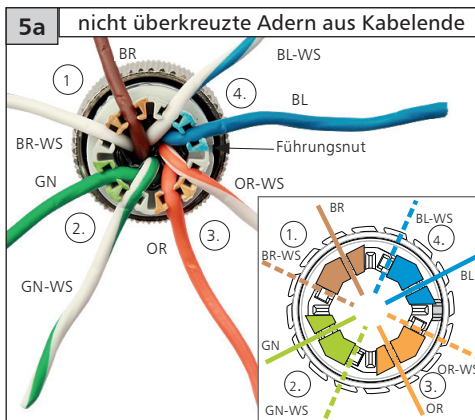 5a nicht überkreuzte Adern aus Kabelende
BR
BL-WS
1
4.
BL
BR-WS
Führungsnut
GN
OR-WS
2.
3.
OR
GN-WS
BR
BL-WS
1.
4.
BR-WS
BL
GN
OR-WS
2.
3.
GN-WS
OR